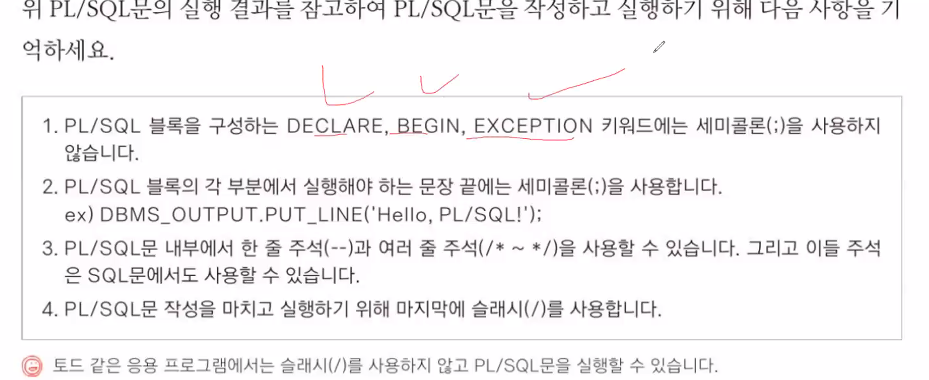 위 PL/SQL문의 실행 결과를 참고하여 PL/SQL문을 작성하고 실행하기 위해 다음 사항을 기
억하세요.
1. PL/SQL 블록을 구성하는 DECLARE, BEGIN, EXCEPTION 키워드에는 세미콜론(;)을 사용하지
않습니다.
2. PL/SQL 블록의 각 부분에서 실행해야 하는 문장 끝에는 세미콜론(;)을 사용합니다.
ex) DBMS_OUTPUT.PUT_LINE('Hello, PL/SQL!');
3. PL/SQL문 내부에서 한 줄 주석(--)과 여러 줄 주석(/* ~ */)을 사용할 수 있습니다. 그리고 이들 주석
은 SQL문에서도 사용할 수 있습니다.
4. PL/SQL문 작성을 마치고 실행하기 위해 마지막에 슬래시(/)를 사용합니다.
토드 같은 응용 프로그램에서는 슬래시(/)를 사용하지 않고 PL/SQL문을 실행할 수 있습니다.